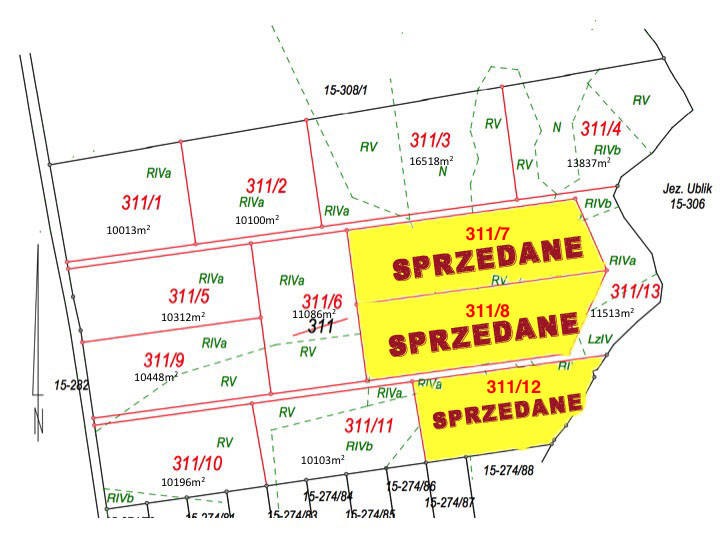 15-308/1
RV
RV
RV
311/3
16518m²
N
N
311/4
RIVb
13837m²
RV
RIVa
311/1
10013m²
311/2
RIVa
10100m²
RIVa
RIVb
Jez. Ublik
15-306
311/7
SPRZEDANE
RV
RIVa
311/13
11513m²
RIVa
311/5
10312m²
RIVa
311/6
11086m²
311
RV
311/8
SPRZEDANE
LzIV
RIVa
311/9
10448m²
RV
15-282
N
RIVa
RIVa
311/12
SPRZEDANE
RV
311/11
RIVb
10103m²
RV
311/10
10196m²
RIVb
15-274/88
15-274/86
15-274/87
15-274/84
15-274/85
15-274/83
15-274/81